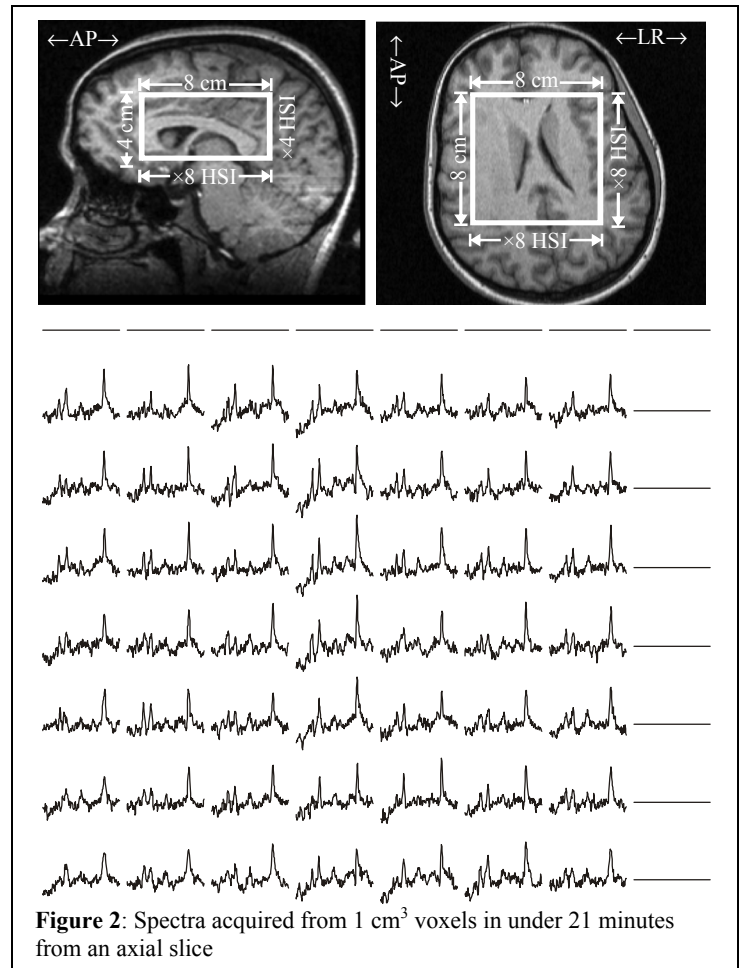 ←AP→
8 cm
4 cm
×4 HSI
×8 HSI
←AP→
←LR→
8 cm
8 cm
×8 HSI
×8 HSI
Figure 2: Spectra acquired from 1 cm³ voxels in under 21 minutes
from an axial slice